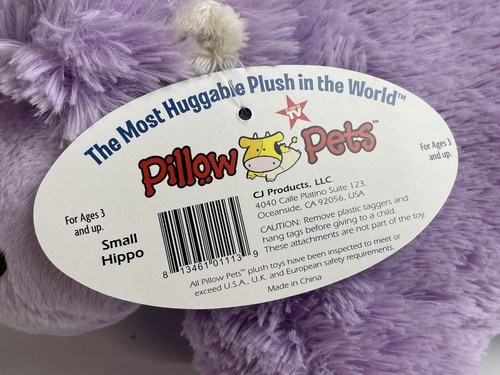 The Most Huggable Plush in the World™
TV
Pillow Pets™
For Ages 3
and up.
For Ages 3
and up.
Small
Hippo
CJ Products, LLC
4040 Calle Platino Suite 123,
Oceanside, CA 92056, USA
CAUTION: Remove plastic taggers and
hang tags before giving to a child.
These attachments are not part of the toy.
8 13461 01113 9
All Pillow Pets™ plush toys have been inspected to meet or
exceed U.S.A., U.K. and European safety requirements.
Made in China